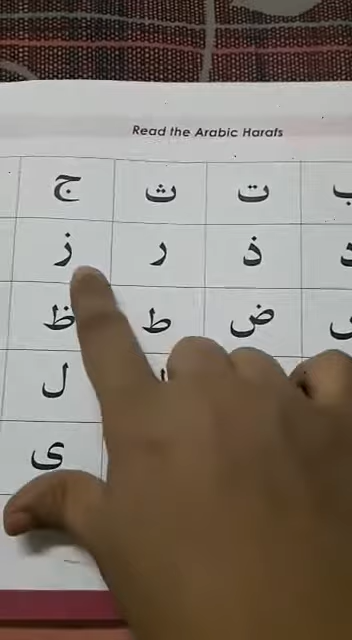 Read the Arabic Harafs
ت ث ج
ذ ر ز
ض ط ظ
ل
ى